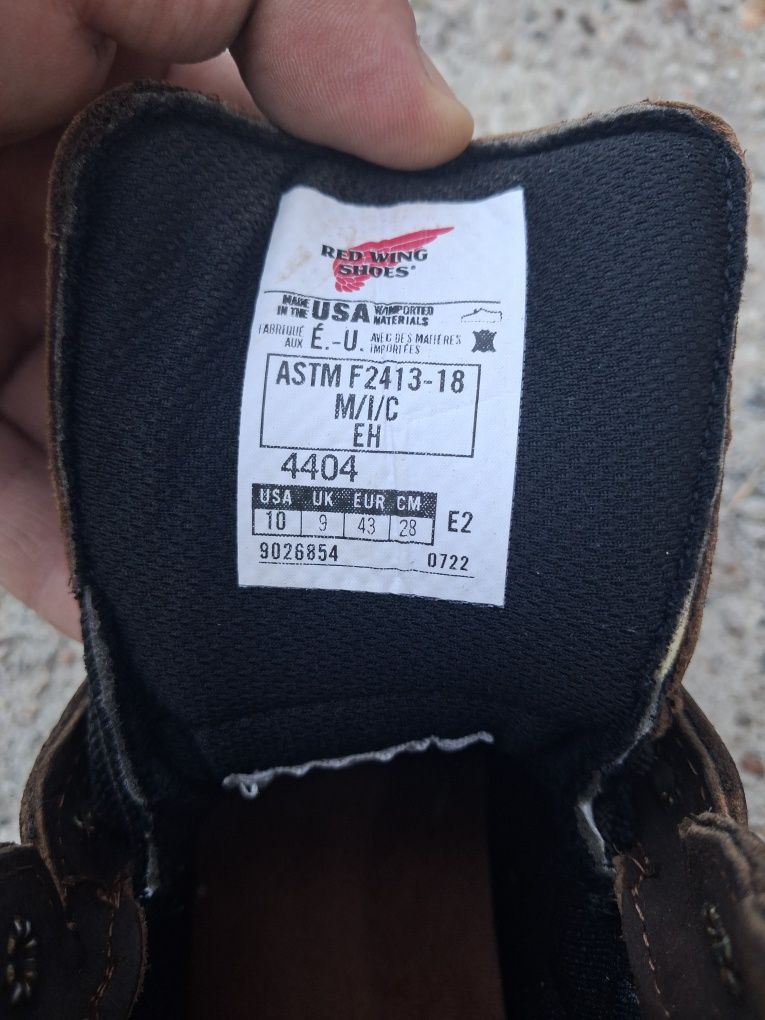 RED WING
SHOES®
MADE IN THE USA W/IMPORTED MATERIALS
FABRIQUÉ AUX É.-U. AVEC DES MATIÈRES IMPORTÉES
ASTM F2413-18
M/I/C
EH
4404
USA UK EUR CM
10 9 43 28 E2
9026854 0722